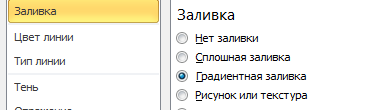 Заливка
Цвет линии
Тип линии
Тень
Заливка
Нет заливки
Сплошная заливка
Градиентная заливка
Рисунок или текстура